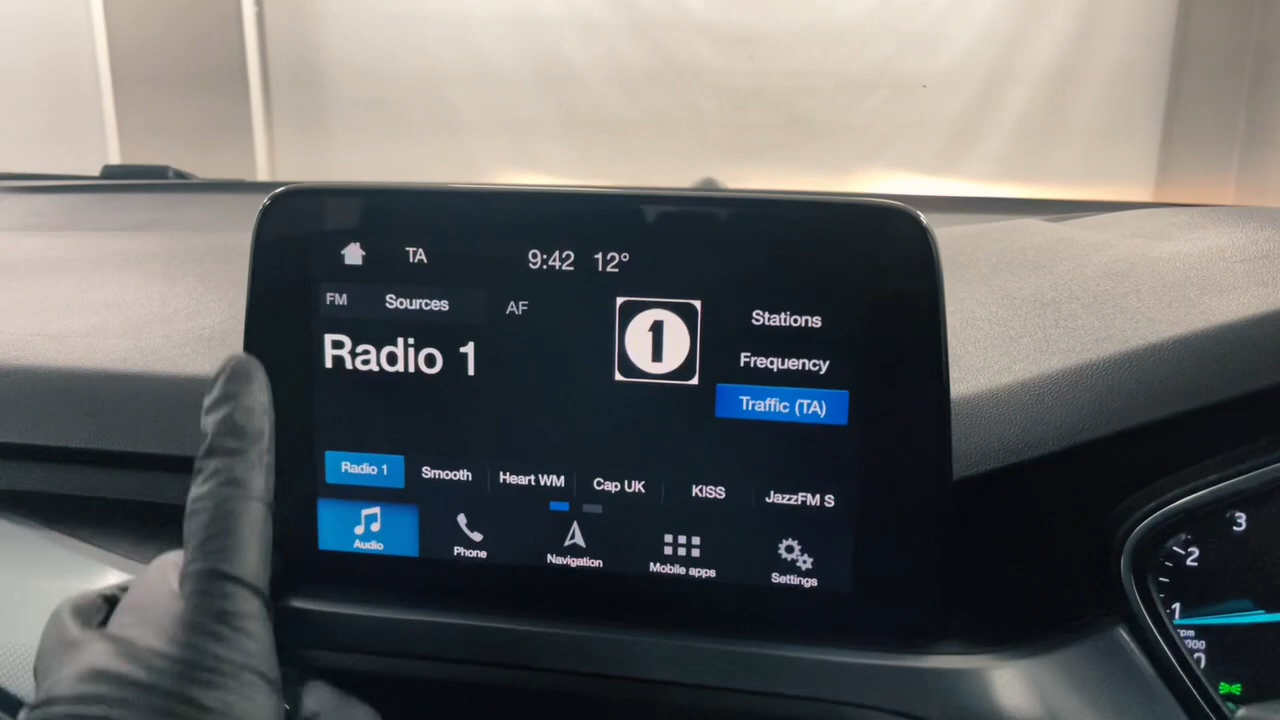 TA
9:42 12°
FM Sources AF
1
Stations
Radio 1
Frequency
Traffic (TA)
Radio 1 Smooth Heart WM Cap UK KISS JazzFM S
Audio Phone Navigation Mobile apps Settings
3
2
1
0